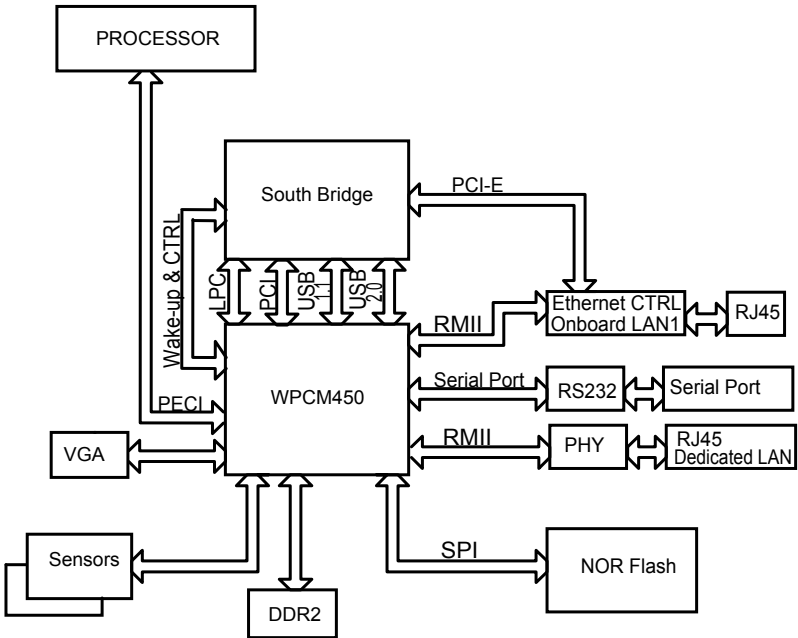 PROCESSOR
South Bridge
PCI-E
Wake-up & CTRL
LPC
PCI
USB
1.1
USB
2.0
Ethernet CTRL
Onboard LAN1
RJ45
RMII
WPCM450
Serial Port
RS232
Serial Port
PECI
VGA
RMII
PHY
RJ45
Dedicated LAN
Sensors
SPI
NOR Flash
DDR2